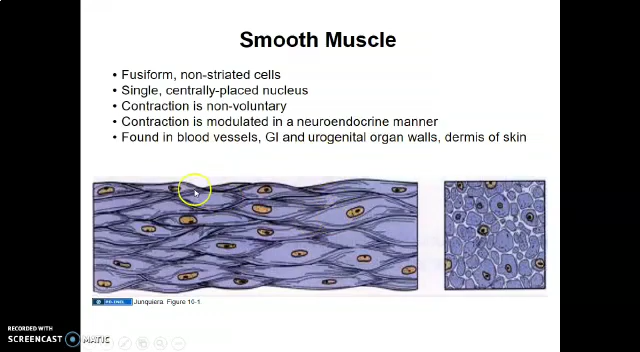 Smooth Muscle
• Fusiform, non-striated cells
• Single, centrally-placed nucleus
• Contraction is non-voluntary
• Contraction is modulated in a neuroendocrine manner
• Found in blood vessels, GI and urogenital organ walls, dermis of skin
Junquiera Figure 10-1
RECORDED WITH
SCREENCAST MATIC